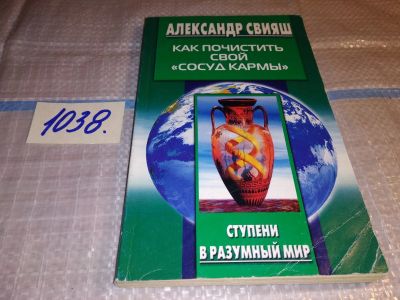 АЛЕКСАНДР СВИЯШ
КАК ПОЧИСТИТЬ
СВОЙ
«СОСУД КАРМЫ»
1038.
СТУПЕНИ
В РАЗУМНЫЙ МИР